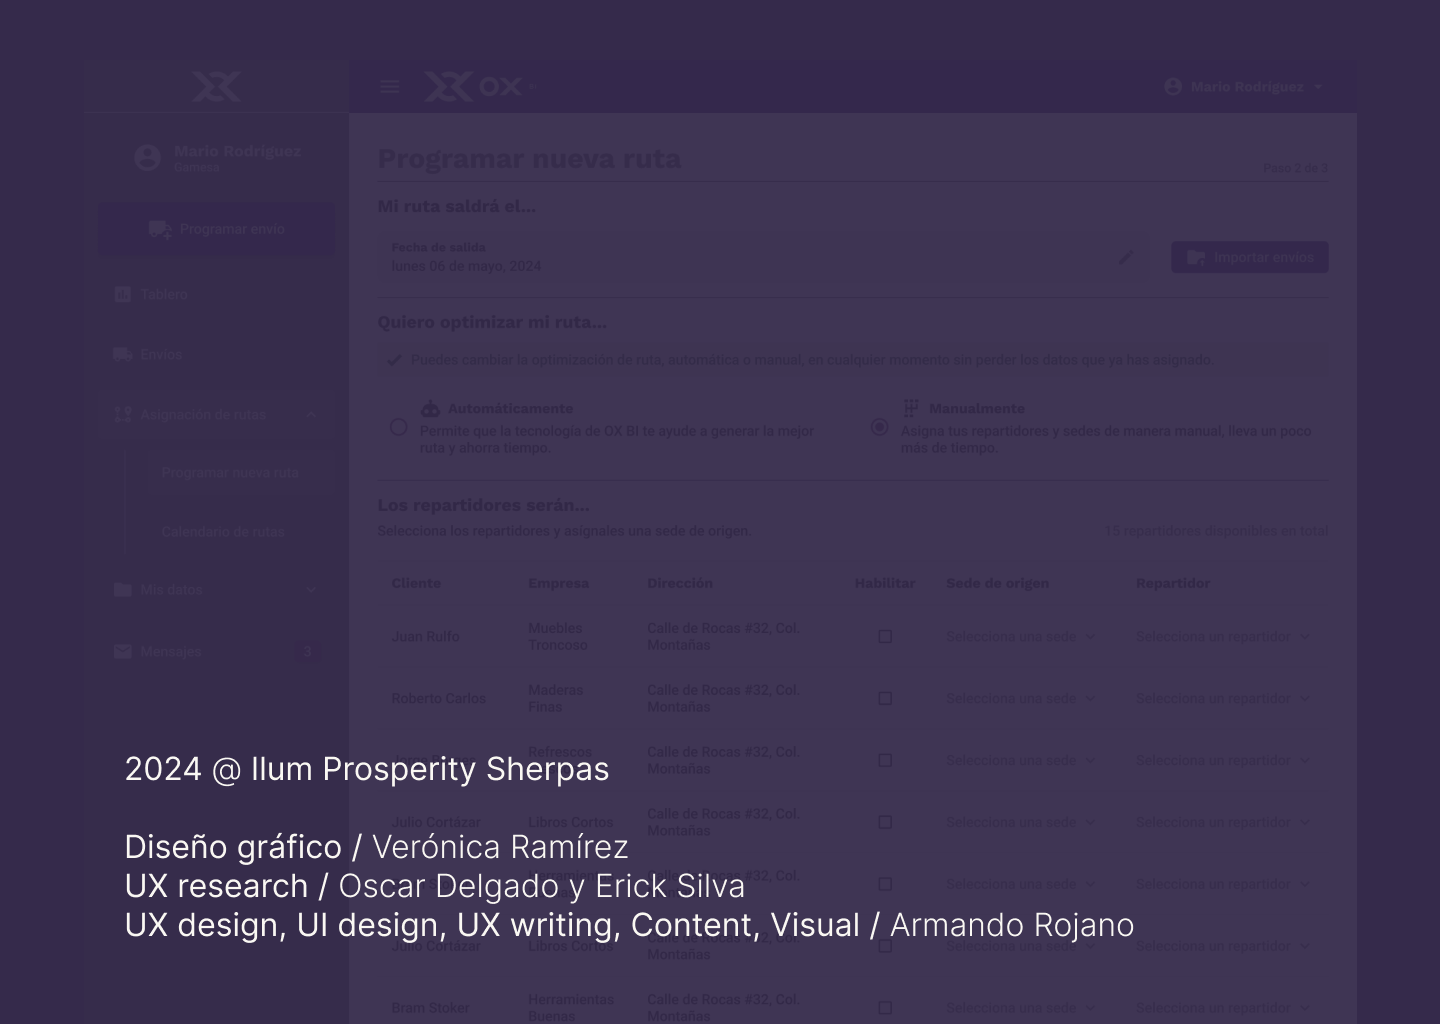 OX
Mario Rodríguez
Mario Rodríguez
Gamesa
Programar envío
Tablero
Envíos
Asignación de rutas
Programar nueva ruta
Calendario de rutas
Mis datos
Mensajes
3
Programar nueva ruta
Paso 2 de 3
Mi ruta saldrá el...
Fecha de salida
lunes 06 de mayo, 2024
Importar envíos
Quiero optimizar mi ruta...
Puedes cambiar la optimización de ruta, automática o manual, en cualquier momento sin perder los datos que ya has asignado.
Automáticamente
Permite que la tecnología de OX BI te ayude a generar la mejor
ruta y ahorra tiempo.
Manualmente
Asigna tus repartidores y sedes de manera manual, lleva un poco
más de tiempo.
Los repartidores serán...
Selecciona los repartidores y asígnales una sede de origen.
15 repartidores disponibles en total
Cliente Empresa Dirección Habilitar Sede de origen Repartidor
Juan Rulfo
Muebles
Troncoso
Calle de Rocas #32, Col.
Montañas
Selecciona una sede
Selecciona un repartidor
Roberto Carlos
Maderas
Finas
Calle de Rocas #32, Col.
Montañas
Selecciona una sede
Selecciona un repartidor
Refrescos
Calle de Rocas #32, Col.
Montañas
Selecciona una sede
Selecciona un repartidor
2024 @ Ilum Prosperity Sherpas
Julio Cortázar
Libros Cortos
Calle de Rocas #32, Col.
Montañas
Selecciona una sede
Selecciona un repartidor
Diseño gráfico / Verónica Ramírez
UX research / Oscar Delgado y Erick Silva
Selecciona una sede
Selecciona un repartidor
UX design, UI design, UX writing, Content, Visual / Armando Rojano
Julio Cortázar
Libros Cortos
Montañas
Selecciona una sede
Selecciona un repartidor
Bram Stoker
Herramientas
Buenas
Calle de Rocas #32, Col.
Montañas
Selecciona una sede
Selecciona un repartidor